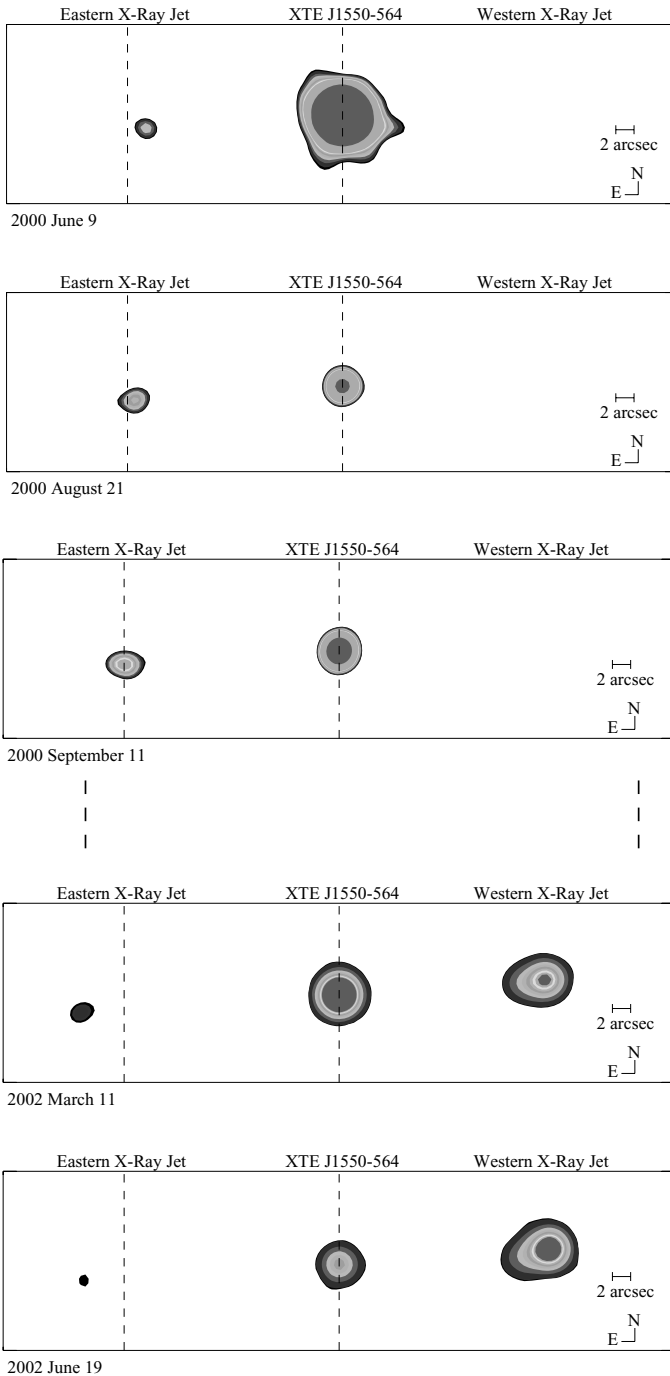 Eastern X-Ray Jet XTE J1550-564 Western X-Ray Jet
2 arcsec
N
E
2000 June 9
Eastern X-Ray Jet XTE J1550-564 Western X-Ray Jet
2 arcsec
N
E
2000 August 21
Eastern X-Ray Jet XTE J1550-564 Western X-Ray Jet
2 arcsec
N
E
2000 September 11
Eastern X-Ray Jet XTE J1550-564 Western X-Ray Jet
2 arcsec
N
E
2002 March 11
Eastern X-Ray Jet XTE J1550-564 Western X-Ray Jet
2 arcsec
N
E
2002 June 19